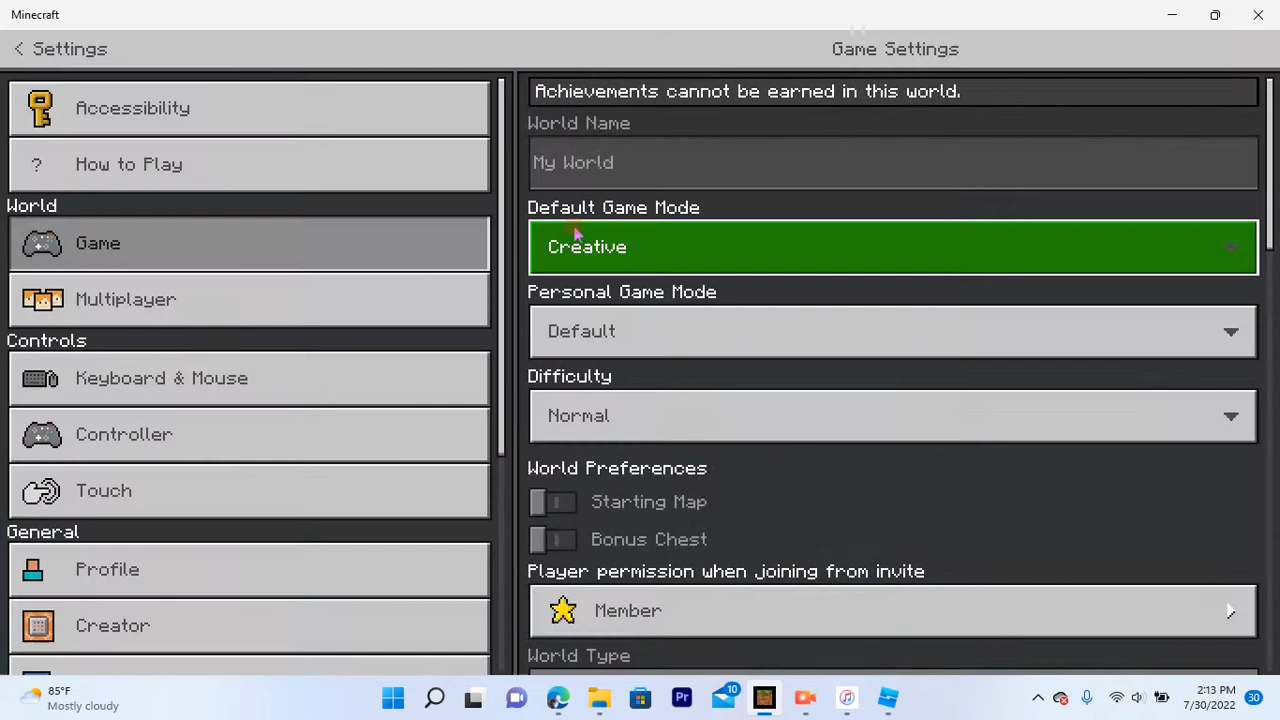 Minecraft
Settings
Game Settings
Accessibility
? How to Play
World
Game
Multiplayer
Controls
Keyboard & Mouse
Controller
Touch
General
Profile
Creator
Achievements cannot be earned in this world.
World Name
My World
Default Game Mode
Creative
Personal Game Mode
Default
Difficulty
Normal
World Preferences
Starting Map
Bonus Chest
Player permission when joining from invite
Member
World Type
85°F
Mostly cloudy
Pr
10
2:13 PM
7/30/2022
30